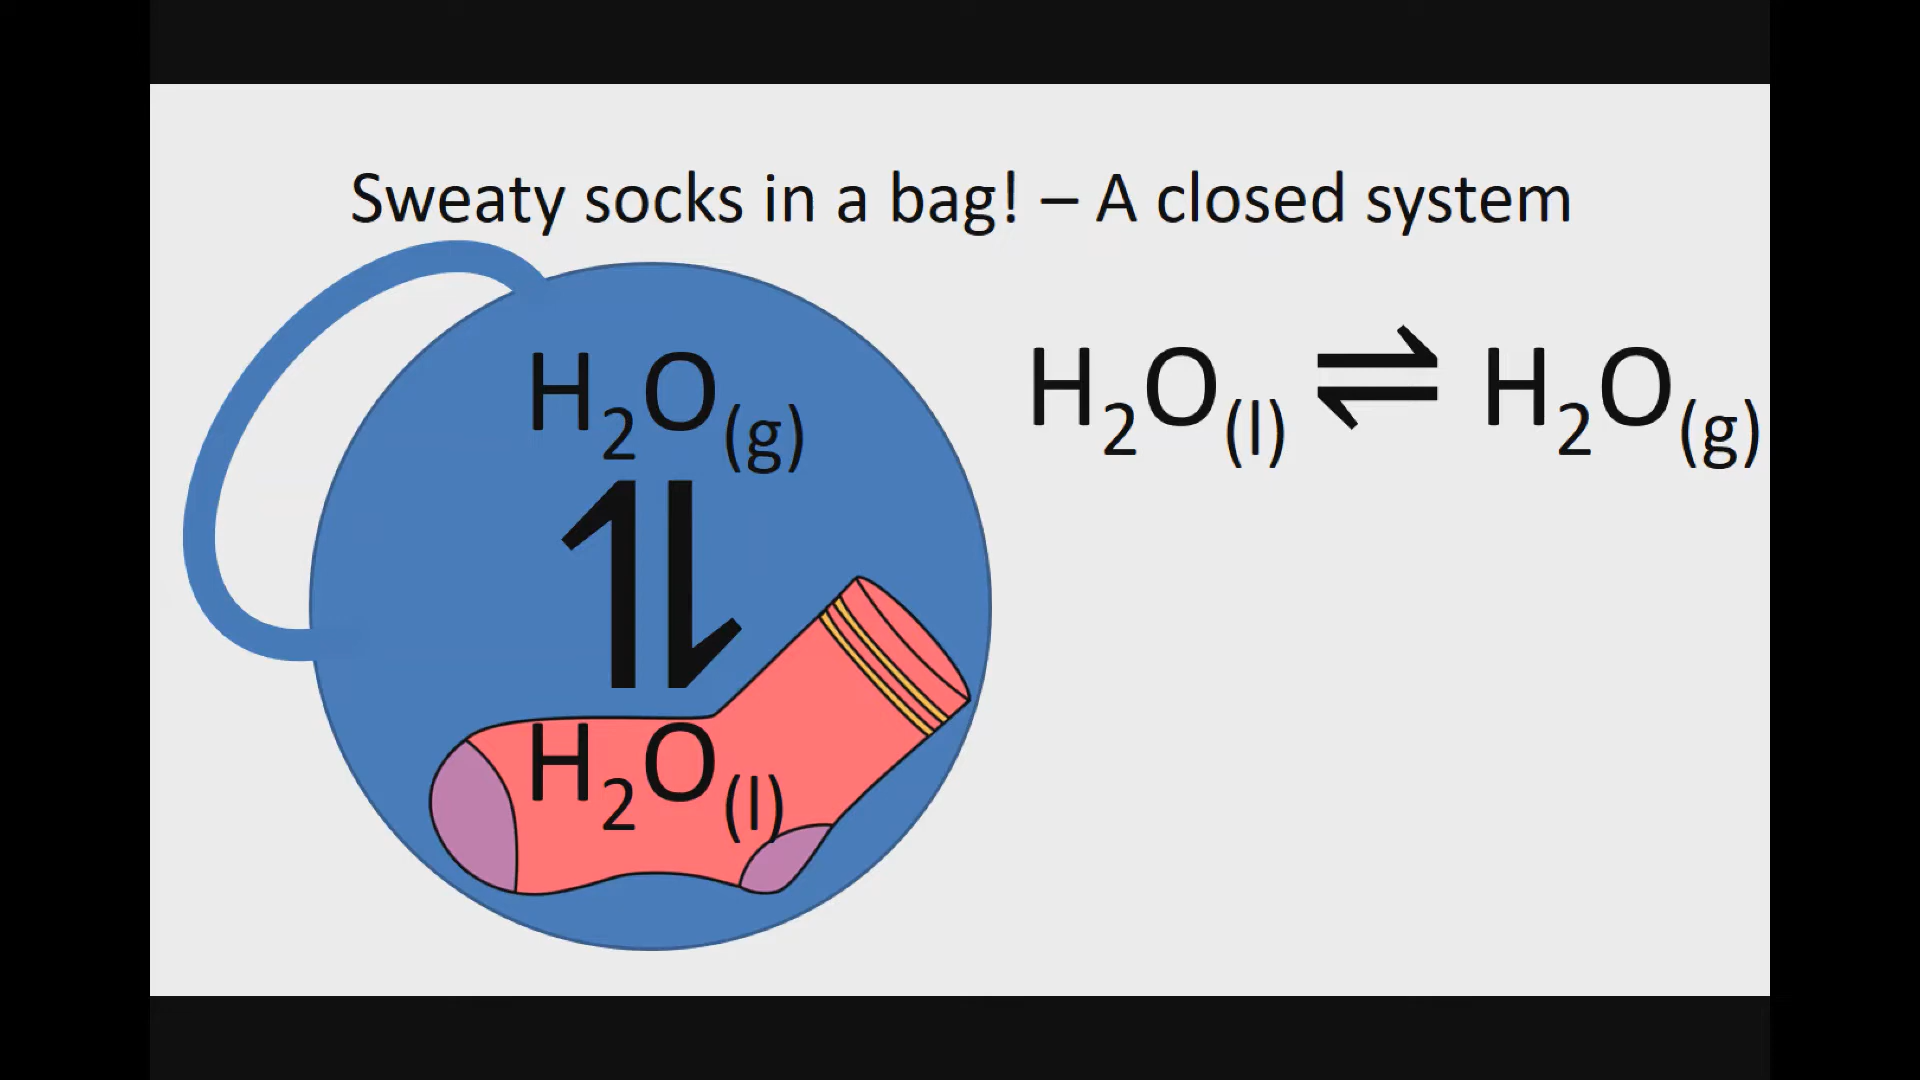 Sweaty socks in a bag! – A closed system
H₂O₍g₎
⥮
H₂O₍l₎
H₂O₍l₎ ⇌ H₂O₍g₎